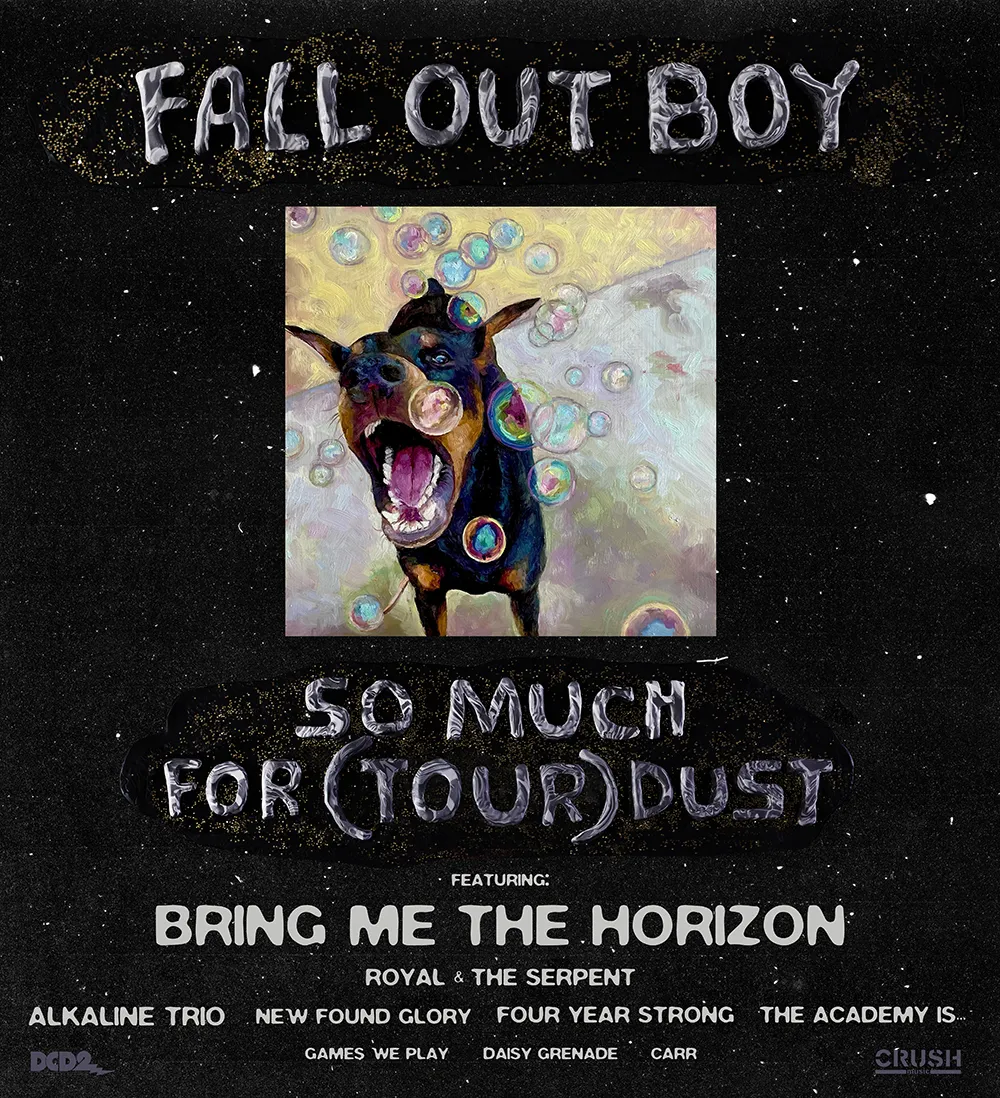 FALL OUT BOY
SO MUCH
FOR (TOUR) DUST
FEATURING:
BRING ME THE HORIZON
ROYAL & THE SERPENT
ALKALINE TRIO NEW FOUND GLORY FOUR YEAR STRONG THE ACADEMY IS...
GAMES WE PLAY DAISY GRENADE CARR
DCD2 CRUSH
music